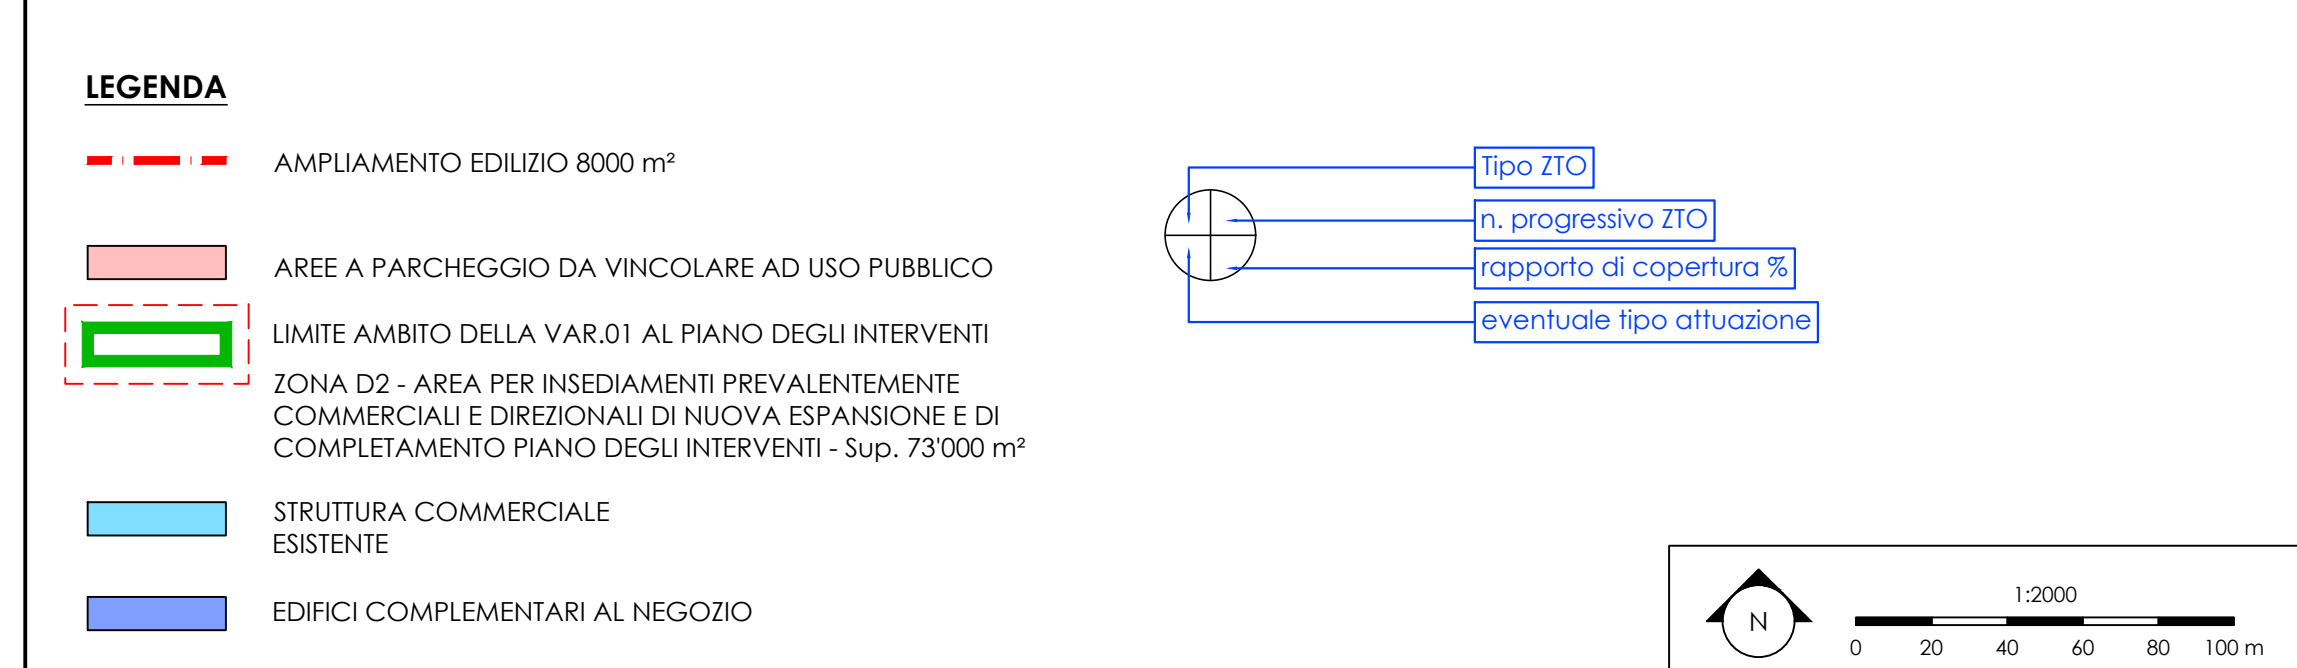 LEGENDA
AMPLIAMENTO EDILIZIO 8000 m²
AREE A PARCHEGGIO DA VINCOLARE AD USO PUBBLICO
LIMITE AMBITO DELLA VAR.01 AL PIANO DEGLI INTERVENTI
ZONA D2 - AREA PER INSEDIAMENTI PREVALENTEMENTE
COMMERCIALI E DIREZIONALI DI NUOVA ESPANSIONE E DI
COMPLETAMENTO PIANO DEGLI INTERVENTI - Sup. 73'000 m²
STRUTTURA COMMERCIALE
ESISTENTE
EDIFICI COMPLEMENTARI AL NEGOZIO
Tipo ZTO
n. progressivo ZTO
rapporto di copertura %
eventuale tipo attuazione
N
1:2000
0 20 40 60 80 100 m